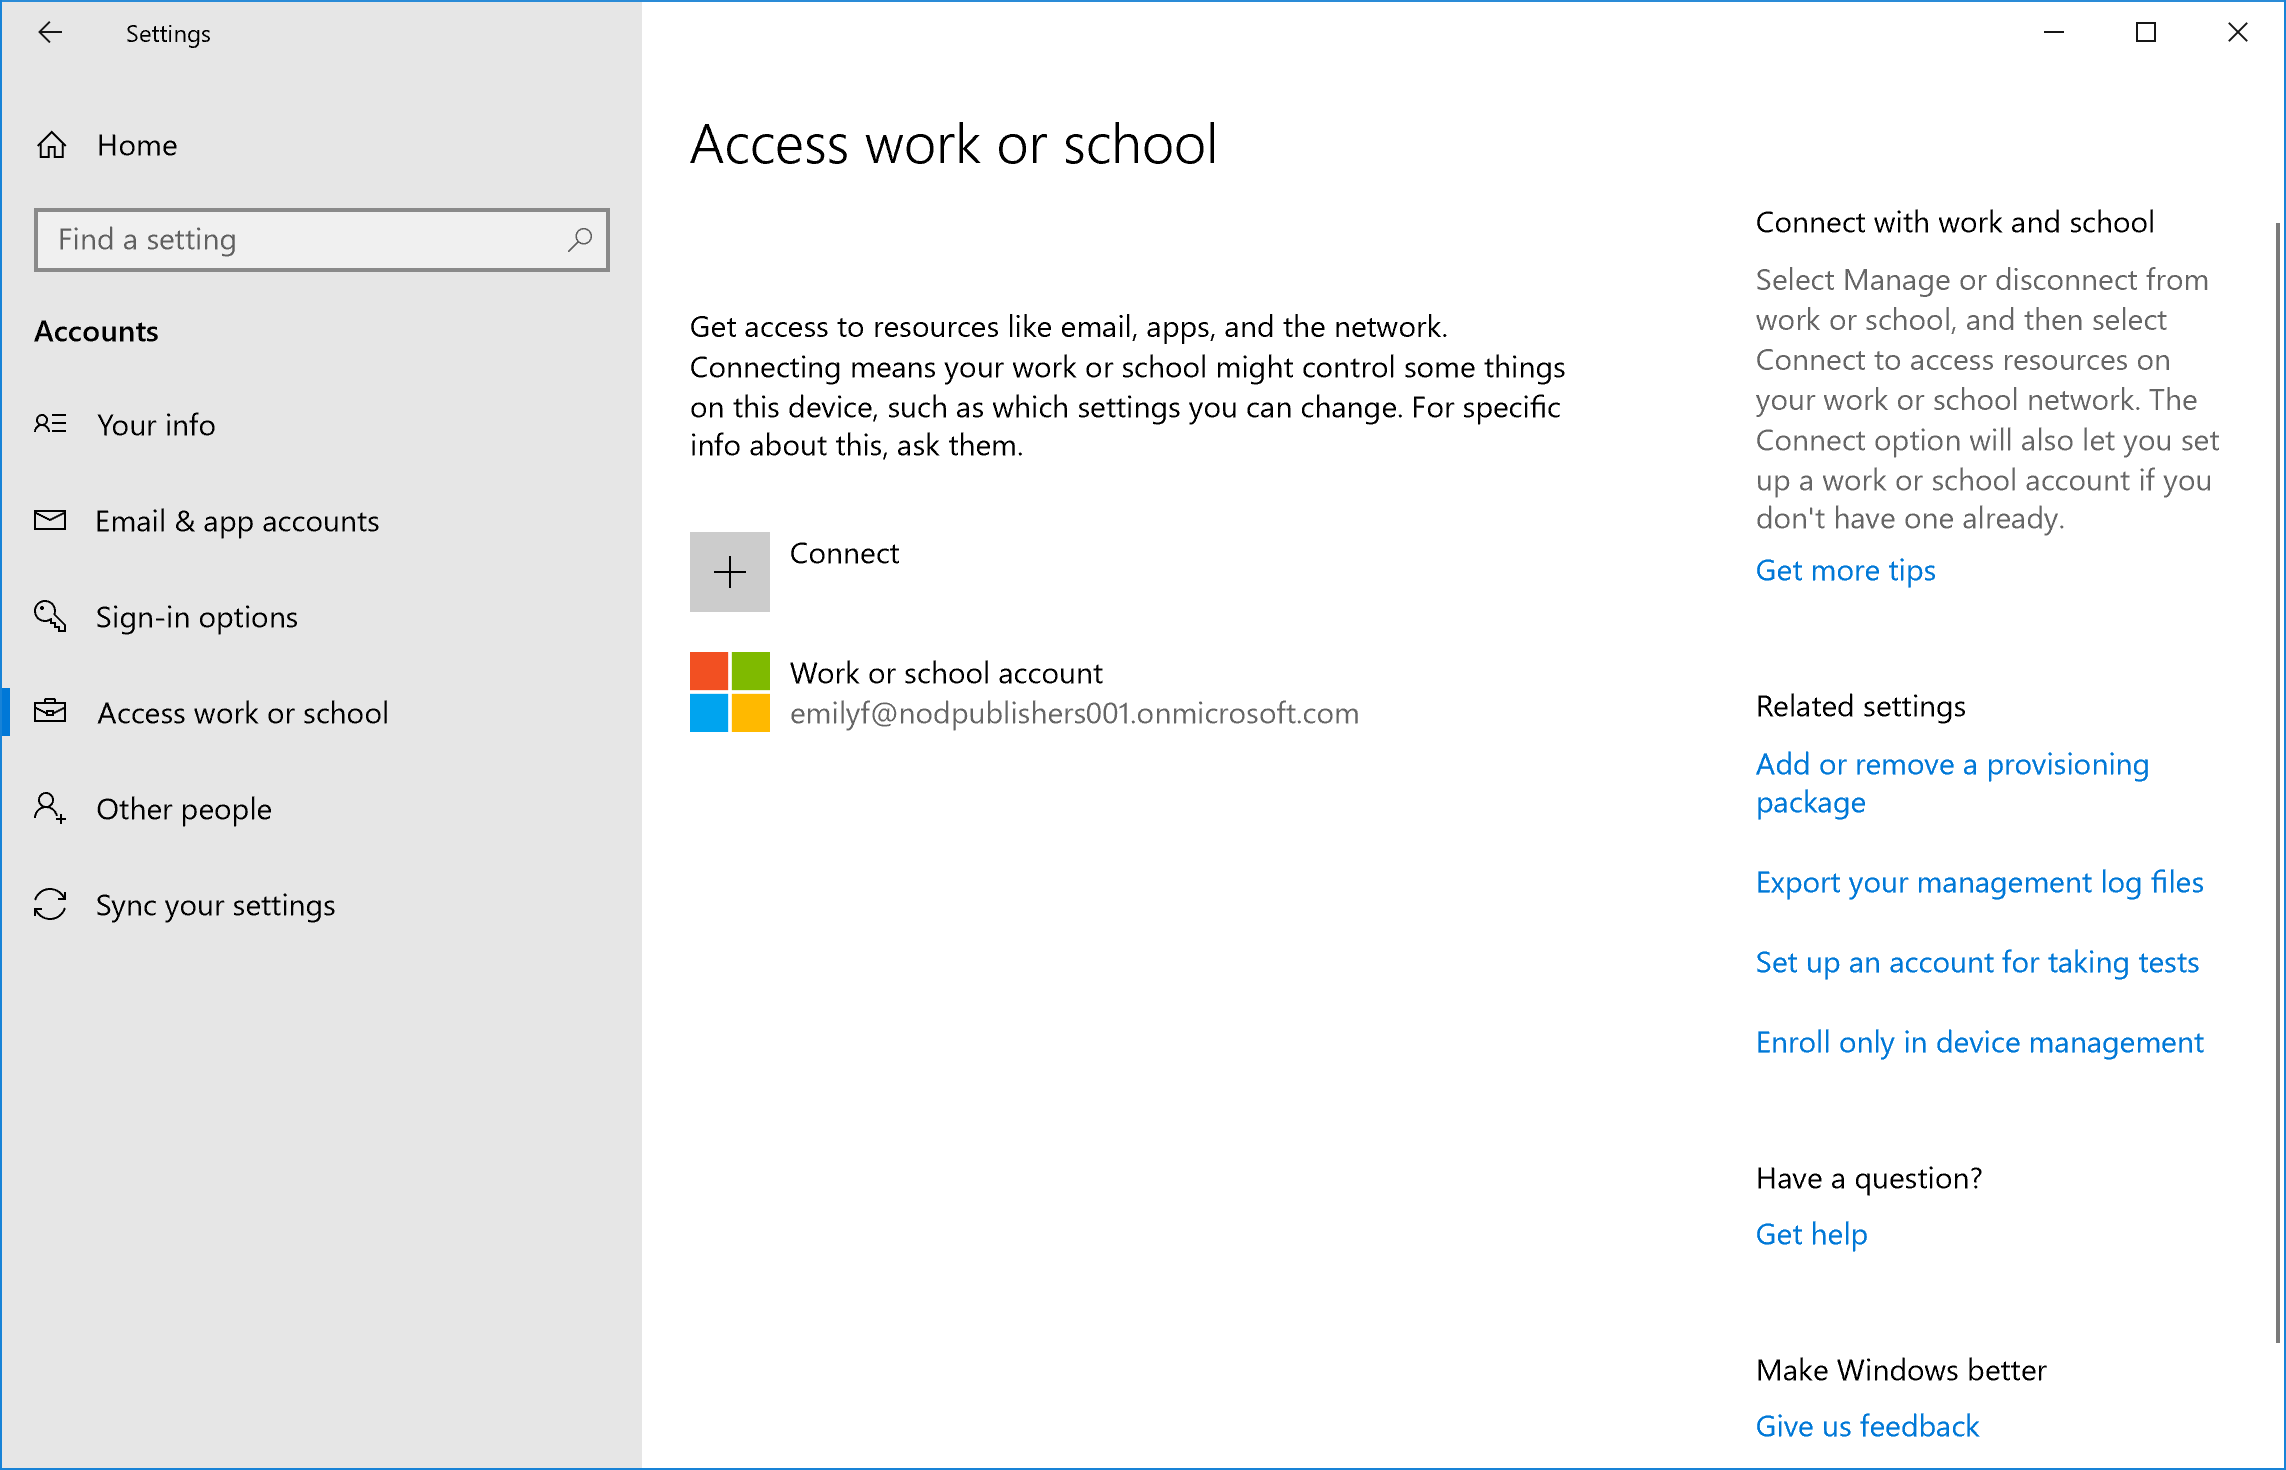 Settings
Home
Find a setting
Accounts
Your info
Email & app accounts
Sign-in options
Access work or school
Other people
Sync your settings
Access work or school
Get access to resources like email, apps, and the network.
Connecting means your work or school might control some things
on this device, such as which settings you can change. For specific
info about this, ask them.
Connect
Work or school account
emilyf@nodpublishers001.onmicrosoft.com
Connect with work and school
Select Manage or disconnect from
work or school, and then select
Connect to access resources on
your work or school network. The
Connect option will also let you set
up a work or school account if you
don't have one already.
Get more tips
Related settings
Add or remove a provisioning
package
Export your management log files
Set up an account for taking tests
Enroll only in device management
Have a question?
Get help
Make Windows better
Give us feedback